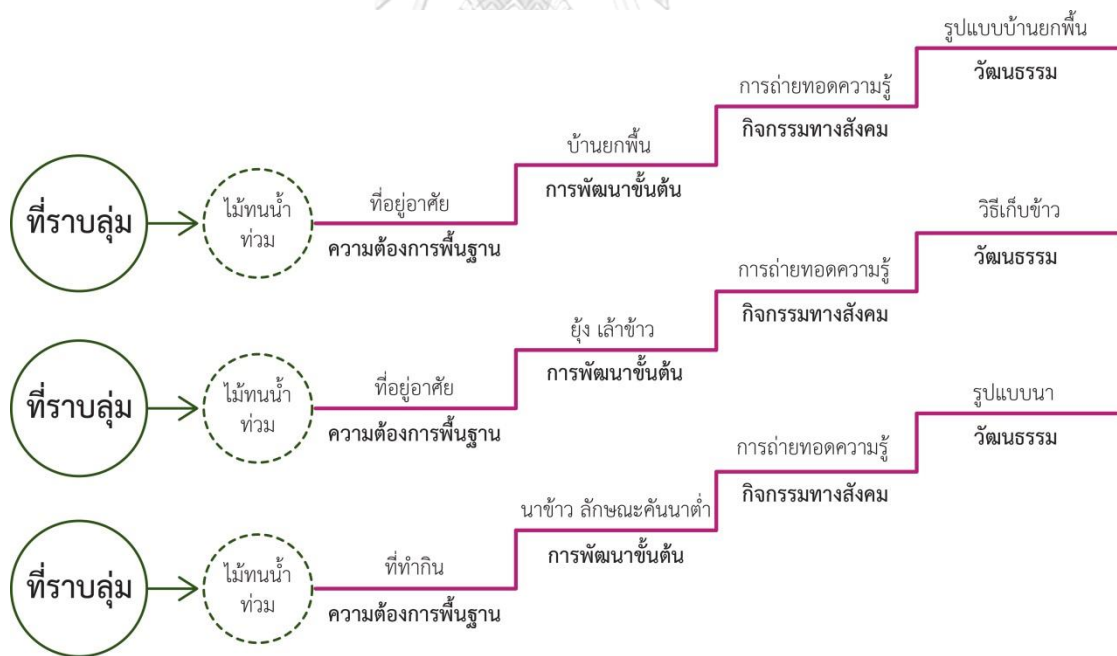 ที่ราบลุ่ม
ไม้ทนน้ำ
ท่วม
ที่อยู่อาศัย
ความต้องการพื้นฐาน
บ้านยกพื้น
การพัฒนาขั้นต้น
การถ่ายทอดความรู้
กิจกรรมทางสังคม
รูปแบบบ้านยกพื้น
วัฒนธรรม
ที่ราบลุ่ม
ไม้ทนน้ำ
ท่วม
ที่อยู่อาศัย
ความต้องการพื้นฐาน
ยุ้ง เล้าข้าว
การพัฒนาขั้นต้น
การถ่ายทอดความรู้
กิจกรรมทางสังคม
วิธีเก็บข้าว
วัฒนธรรม
ที่ราบลุ่ม
ไม้ทนน้ำ
ท่วม
ที่ทำกิน
ความต้องการพื้นฐาน
นาข้าว ลักษณะคันนาต่ำ
การพัฒนาขั้นต้น
การถ่ายทอดความรู้
กิจกรรมทางสังคม
รูปแบบนา
วัฒนธรรม